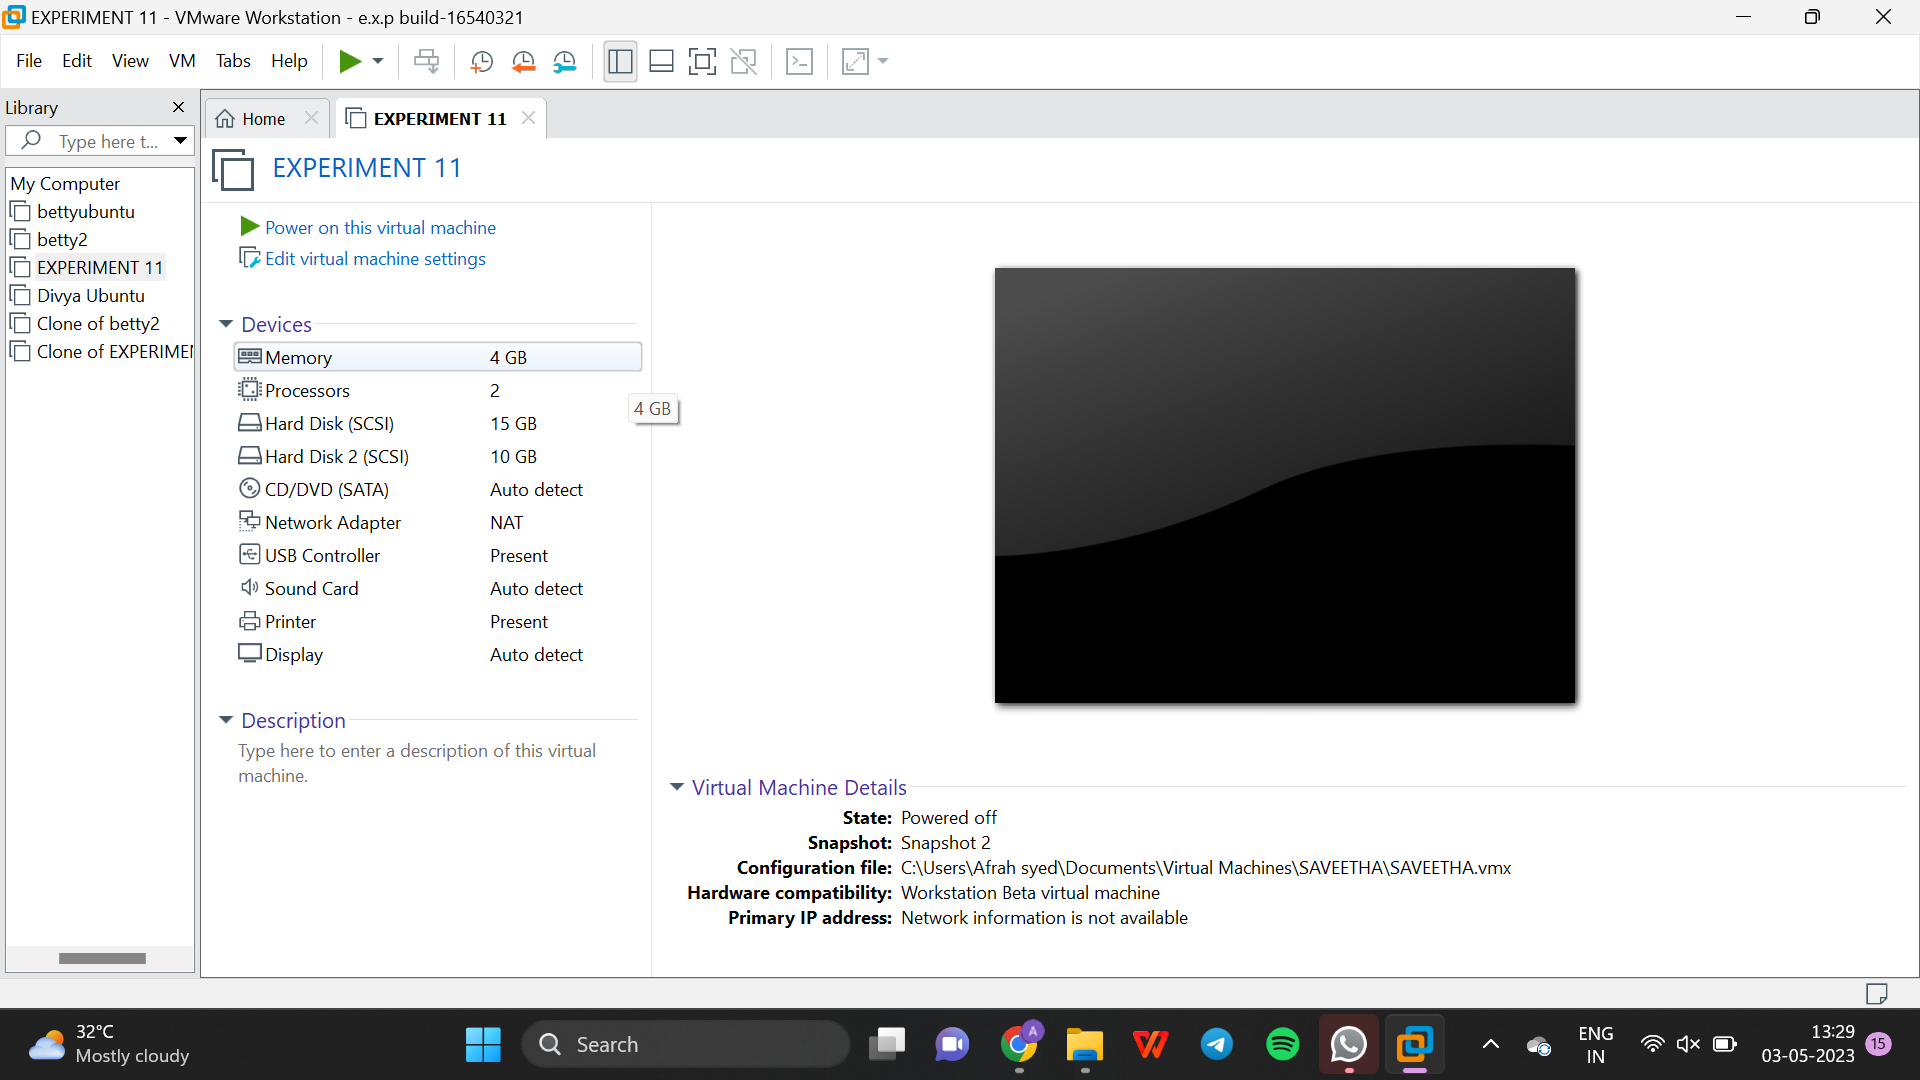 EXPERIMENT 11 - VMware Workstation - e.x.p build-16540321
File Edit View VM Tabs Help
Library
Home
EXPERIMENT 11
Type here t...
My Computer
bettyubuntu
betty2
EXPERIMENT 11
Divya Ubuntu
Clone of betty2
Clone of EXPERIMEN
EXPERIMENT 11
Power on this virtual machine
Edit virtual machine settings
Devices
Memory 4 GB
Processors 2
4 GB
Hard Disk (SCSI) 15 GB
Hard Disk 2 (SCSI) 10 GB
CD/DVD (SATA) Auto detect
Network Adapter NAT
USB Controller Present
Sound Card Auto detect
Printer Present
Display Auto detect
Description
Type here to enter a description of this virtual
machine.
Virtual Machine Details
State: Powered off
Snapshot: Snapshot 2
Configuration file: C:\Users\Afrah syed\Documents\Virtual Machines\SAVEETHA\SAVEETHA.vmx
Hardware compatibility: Workstation Beta virtual machine
Primary IP address: Network information is not available
32°C
Mostly cloudy
Search
A
ENG
IN
13:29
03-05-2023
15